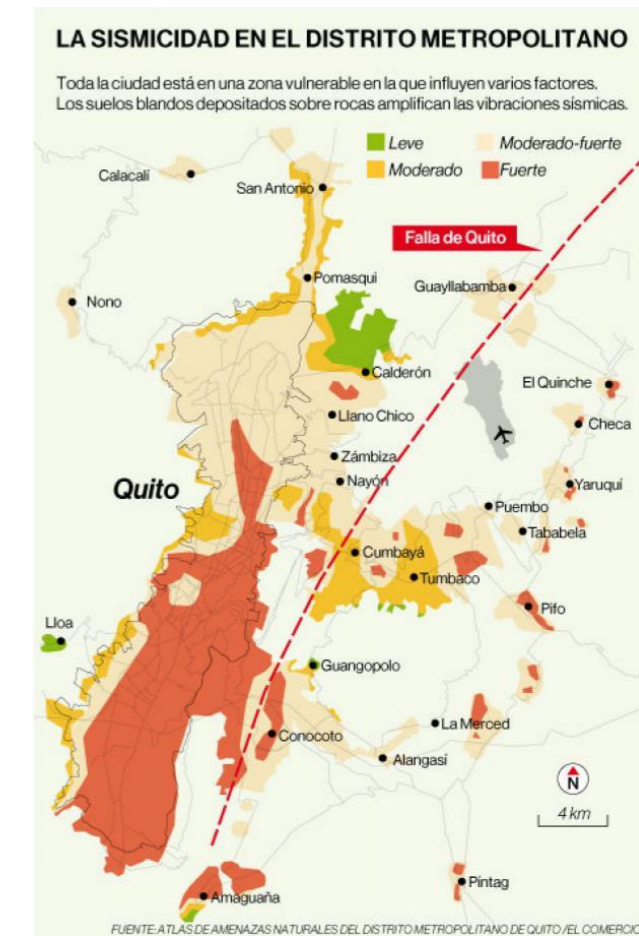 LA SISMICIDAD EN EL DISTRITO METROPOLITANO
Toda la ciudad está en una zona vulnerable en la que influyen varios factores.
Los suelos blandos depositados sobre rocas amplifican las vibraciones sísmicas.
Leve
Moderado-fuerte
Moderado
Fuerte
Calacalí
San Antonio
Falla de Quito
Pomasqui
Guayllabamba
Nono
Calderón
El Quinche
Llano Chico
Checa
Zámbiza
Nayón
Quito
Yaruquí
Puembo
Tababela
Cumbayá
Tumbaco
Pifo
Lloa
Guangopolo
La Merced
Conocoto
Alangasí
N
4 km
Píntag
Amaguaña
FUENTE: ATLAS DE AMENAZAS NATURALES DEL DISTRITO METROPOLITANO DE QUITO / EL COMERCIO